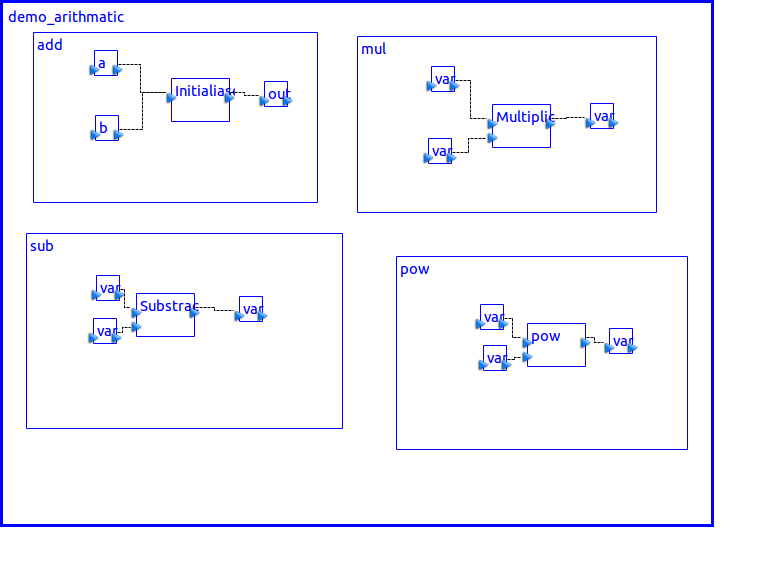 demo_arithmatic
add
a
Initialias
out
b
mul
var
Multiplic
var
var
sub
var
Substrac
var
var
pow
var
pow
var
var